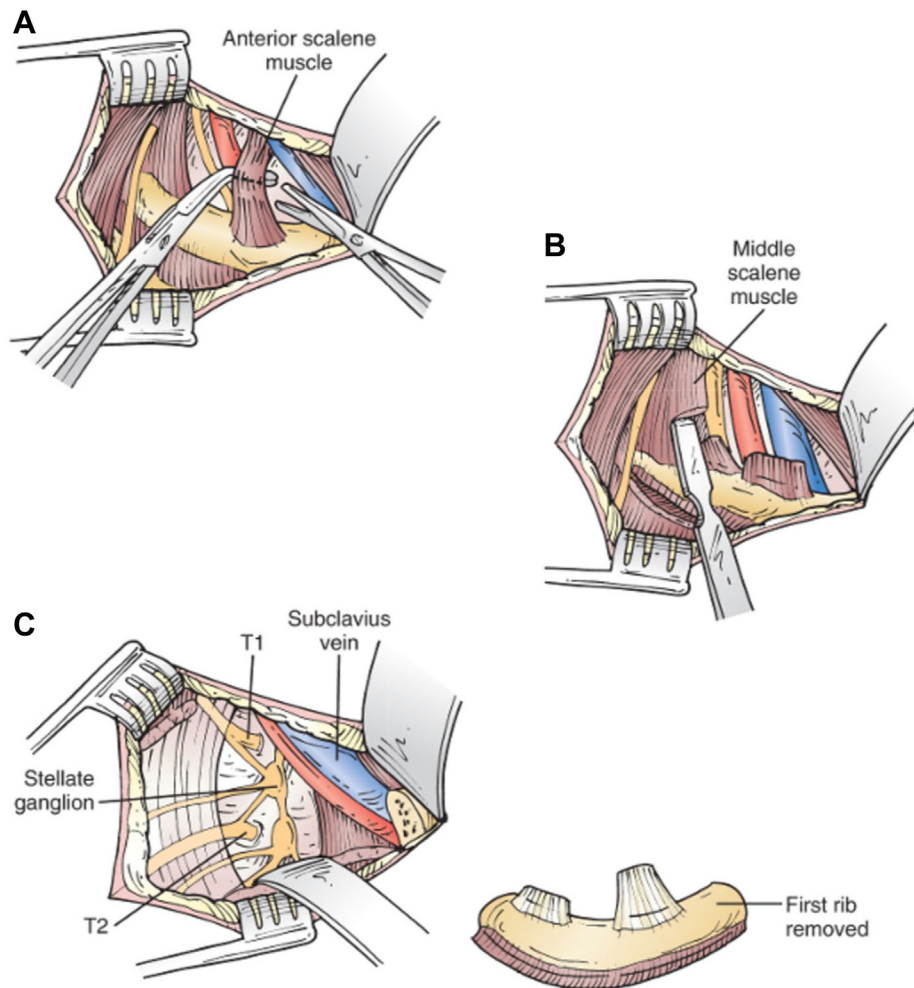 A
Anterior scalene
muscle
B
Middle
scalene
muscle
C
Subclavius
vein
T1
Stellate
ganglion
T2
First rib
removed